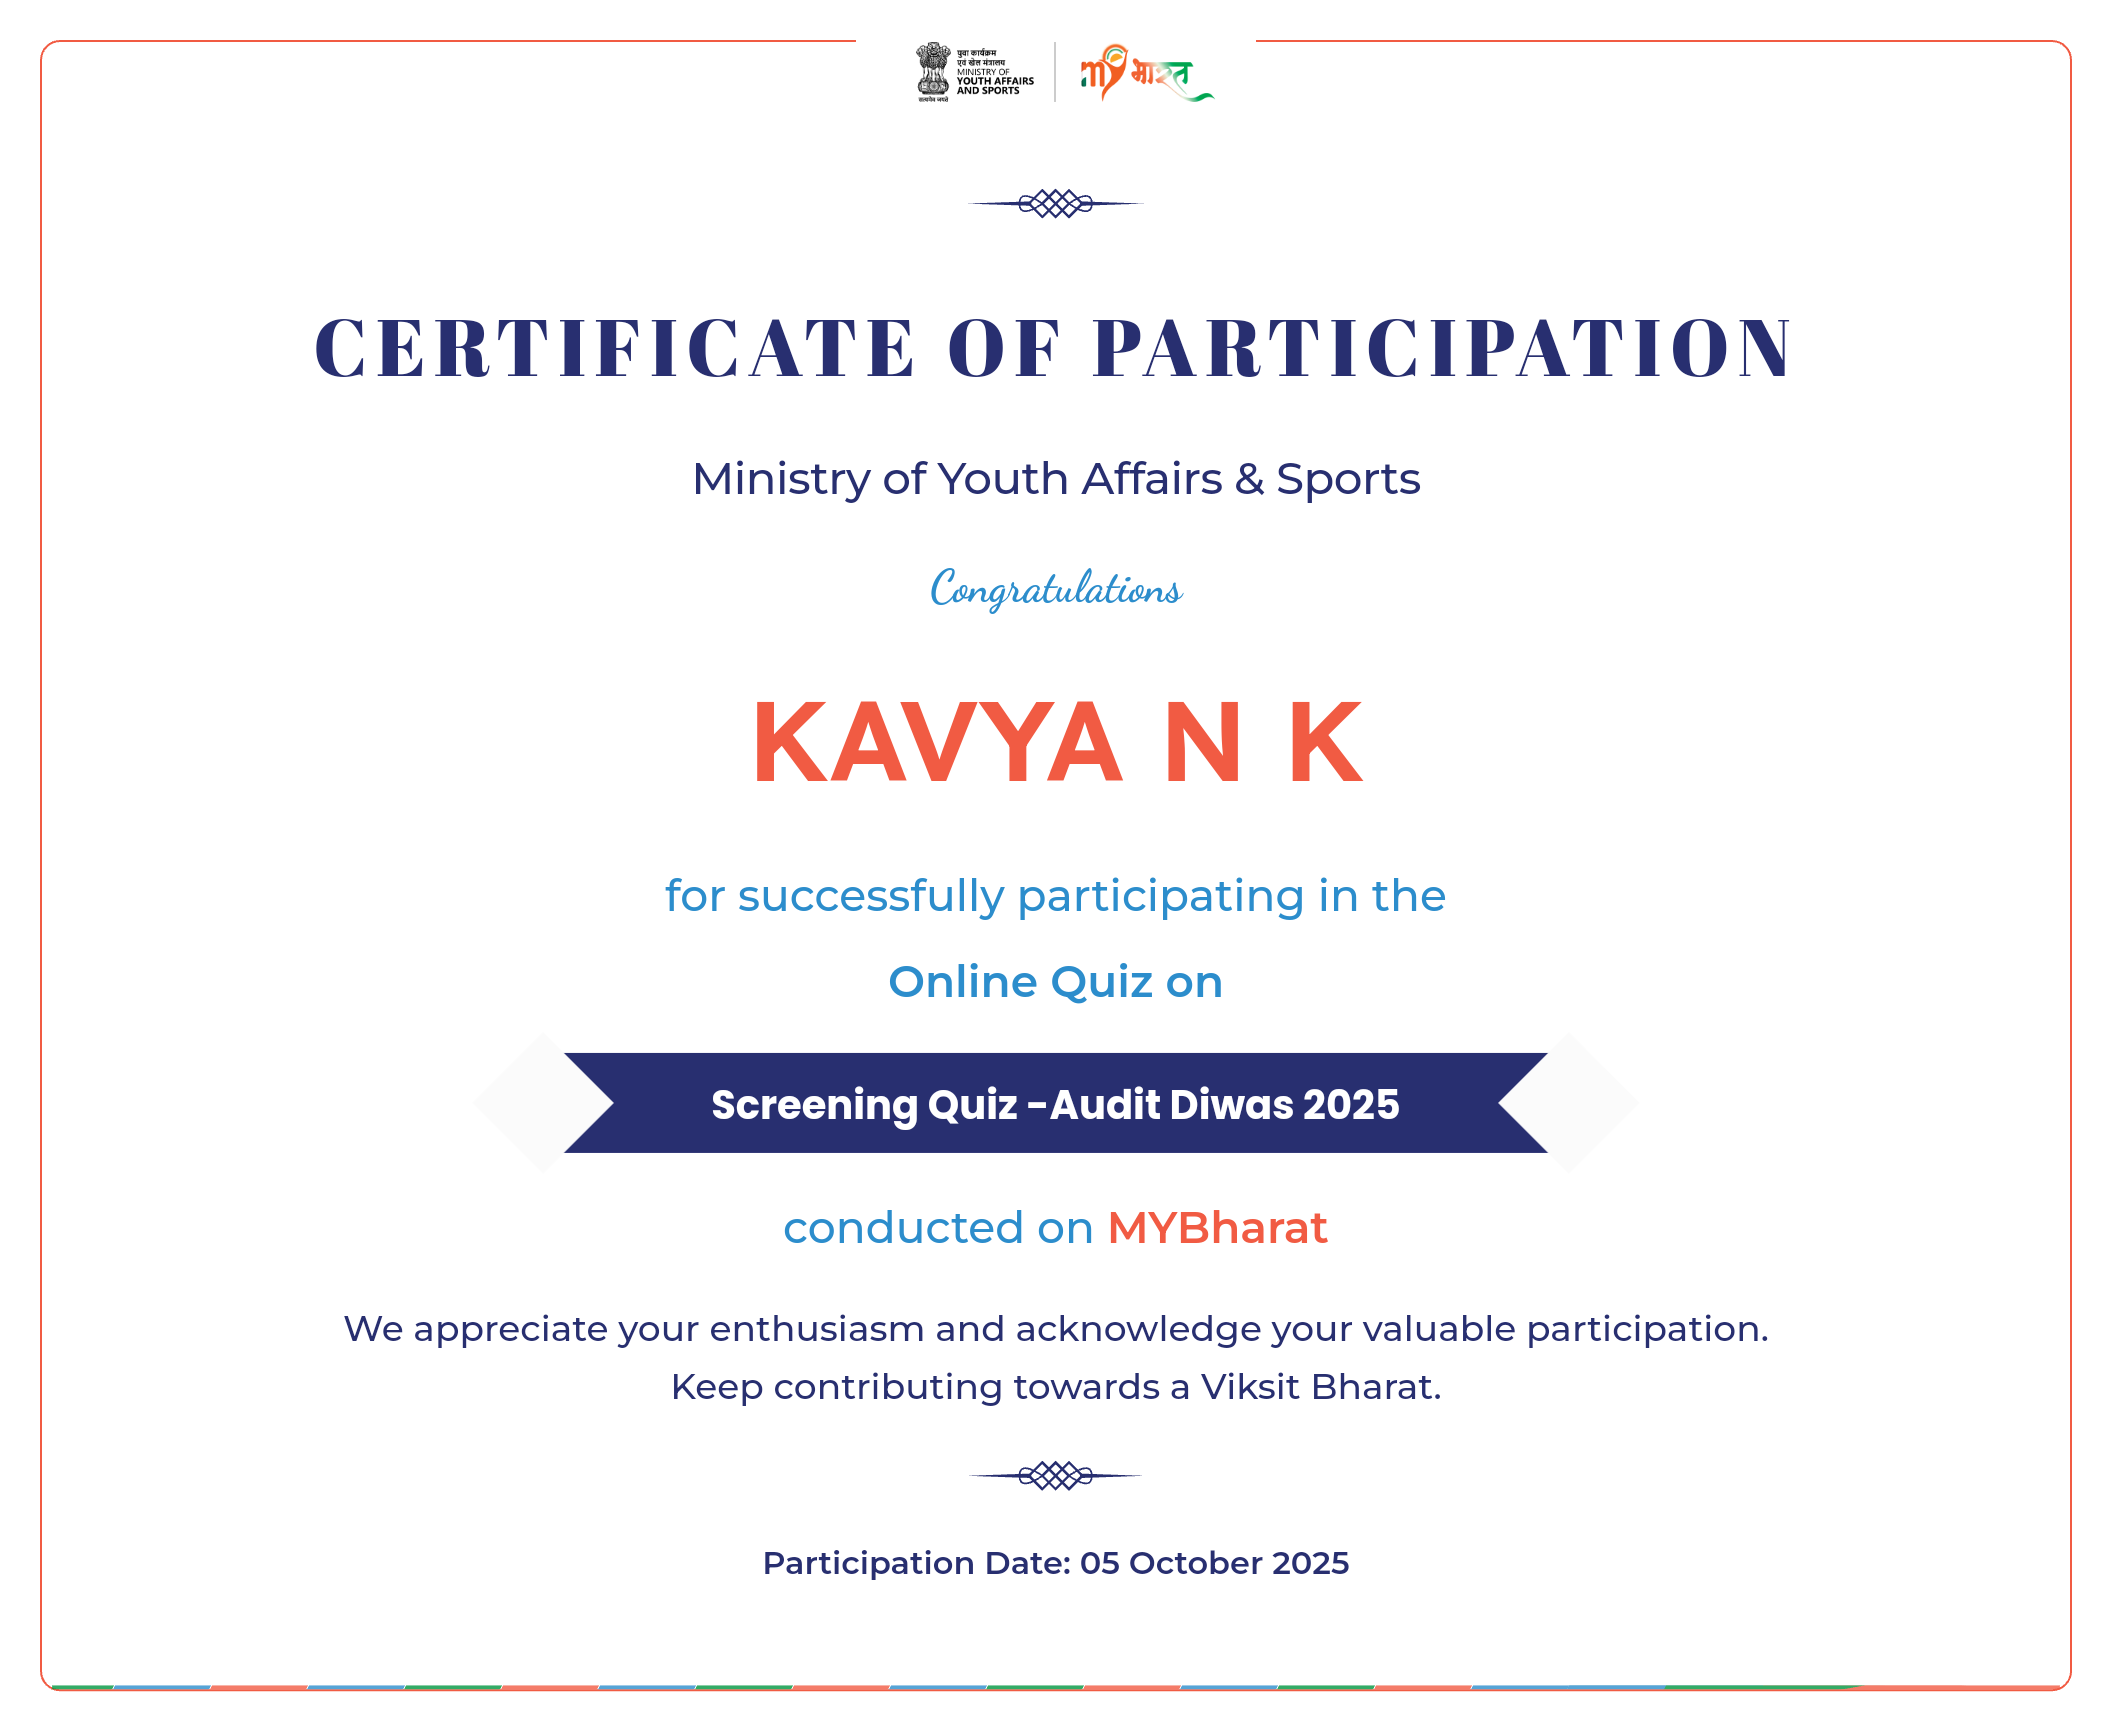 युवा कार्यक्रम
एवं खेल मंत्रालय
MINISTRY OF
YOUTH AFFAIRS
AND SPORTS
सत्यमेव जयते
my भारत
CERTIFICATE OF PARTICIPATION
Ministry of Youth Affairs & Sports
Congratulations
KAVYA N K
for successfully participating in the
Online Quiz on
Screening Quiz -Audit Diwas 2025
conducted on MYBharat
We appreciate your enthusiasm and acknowledge your valuable participation.
Keep contributing towards a Viksit Bharat.
Participation Date: 05 October 2025